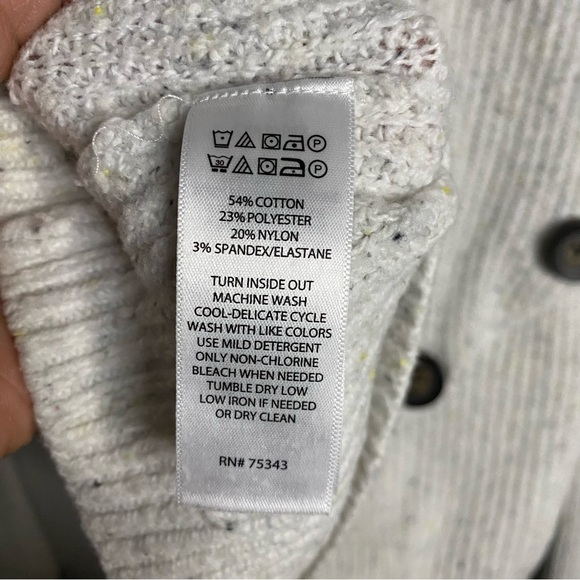 30
54% COTTON
23% POLYESTER
20% NYLON
3% SPANDEX/ELASTANE
TURN INSIDE OUT
MACHINE WASH
COOL-DELICATE CYCLE
WASH WITH LIKE COLORS
USE MILD DETERGENT
ONLY NON-CHLORINE
BLEACH WHEN NEEDED
TUMBLE DRY LOW
LOW IRON IF NEEDED
OR DRY CLEAN
RN# 75343